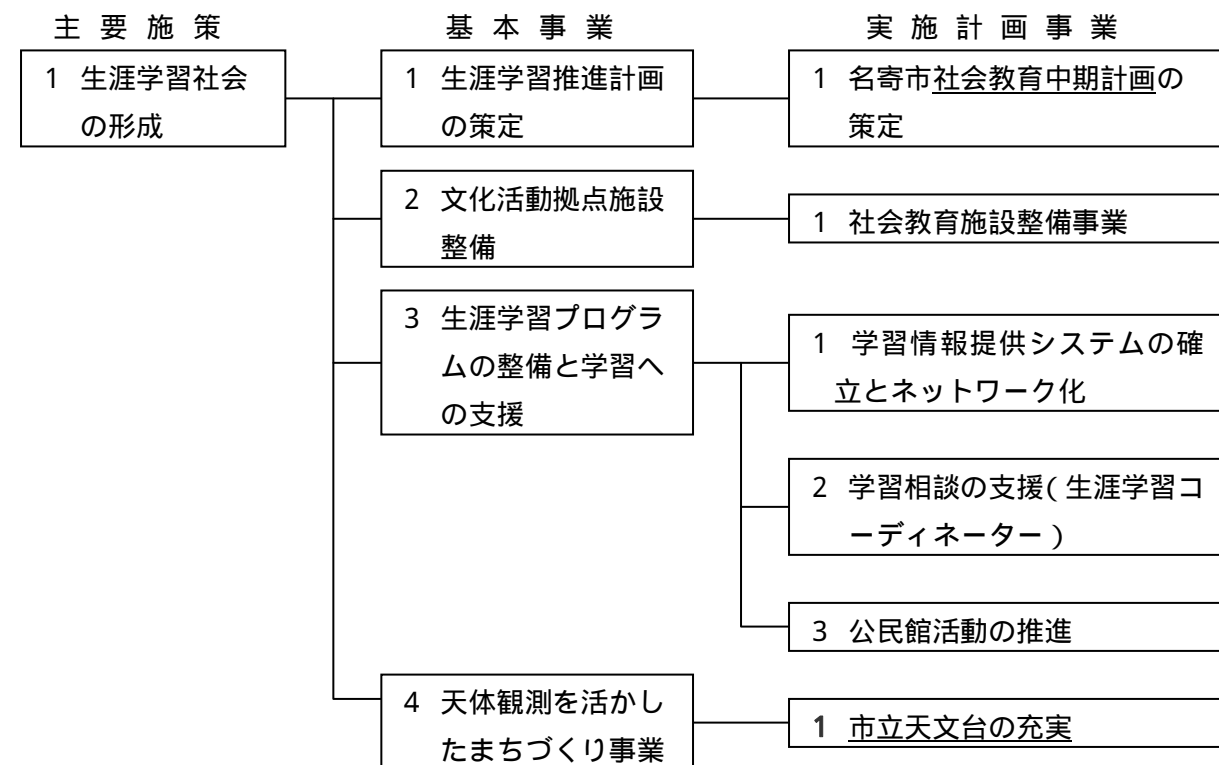 主 要 施 策
基 本 事 業
実 施 計 画 事 業
1 生涯学習社会
の形成
1 生涯学習推進計画
の策定
1 名寄市社会教育中期計画の
策定
2 文化活動拠点施設
整備
1 社会教育施設整備事業
3 生涯学習プログラ
ムの整備と学習へ
の支援
1 学習情報提供システムの確
立とネットワーク化
2 学習相談の支援(生涯学習コ
ーディネーター)
3 公民館活動の推進
4 天体観測を活かし
たまちづくり事業
1 市立天文台の充実